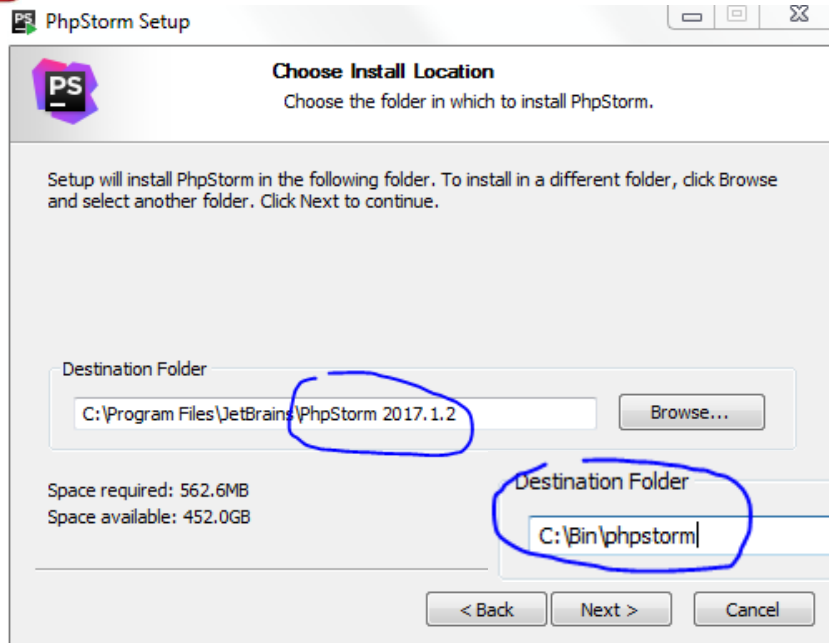 PhpStorm Setup
PS
Choose Install Location
Choose the folder in which to install PhpStorm.
Setup will install PhpStorm in the following folder. To install in a different folder, click Browse
and select another folder. Click Next to continue.
Destination Folder
C:\Program Files\JetBrains\PhpStorm 2017.1.2
Browse...
Space required: 562.6MB
Space available: 452.0GB
Destination Folder
C:\Bin\phpstorm
< Back
Next >
Cancel